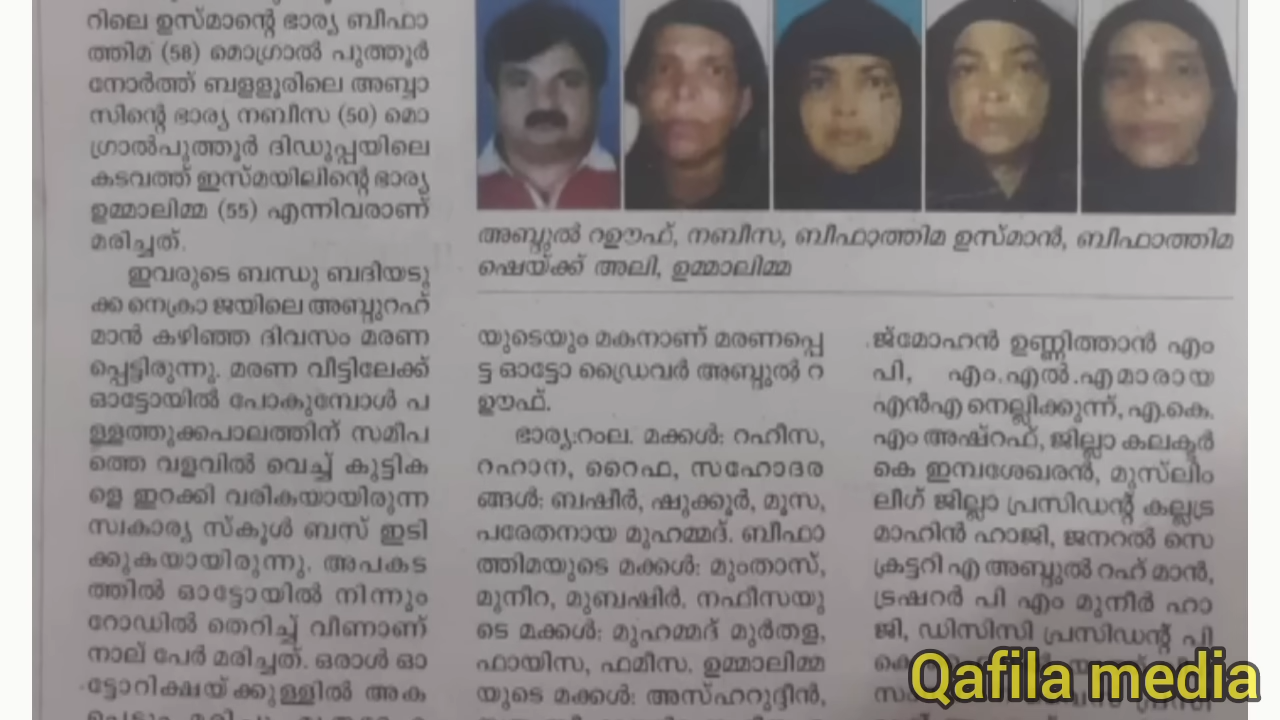 റിലെ ഉസ്മാന്റെ ഭാര്യ ബീഫാ
ത്തിമ (58) മൊഗ്രാൽ പുത്തൂർ
നോർത്ത് ബളളൂരിലെ അബ്ബാ
സിന്റെ ഭാര്യ നബീസ (50) മൊ
ഗ്രാൽപുത്തൂർ ദിഡുപ്പയിലെ
കടവത്ത് ഇസ്മയിലിന്റെ ഭാര്യ
ഉമ്മാലിമ്മ (55) എന്നിവരാണ്
മരിച്ചത്.
ഇവരുടെ ബന്ധു ബദിയടു
ക്ക നെക്രാ ജയിലെ അബ്ദുറഹ്
മാൻ കഴിഞ്ഞ ദിവസം മരണ
പ്പെട്ടിരുന്നു. മരണ വീട്ടിലേക്ക്
ഓട്ടോയിൽ പോകുമ്പോൾ പ
ള്ളത്തുക്കപാലത്തിന് സമീപ
ത്തെ വളവിൽ വെച്ച് കുട്ടിക
ളെ ഇറക്കി വരികയായിരുന്ന
സ്വകാര്യ സ്കൂൾ ബസ് ഇടി
ക്കുകയായിരുന്നു. അപകട
ത്തിൽ ഓട്ടോയിൽ നിന്നും
റോഡിൽ തെറിച്ച് വീണാണ്
നാല് പേർ മരിച്ചത്. ഒരാൾ ഓ
ട്ടോറിക്ഷയ് ക്കുള്ളിൽ അക
അബ്ദുൽ റഊഫ്, നബീസ, ബീഫാത്തിമ ഉസ്മാൻ, ബീഫാത്തിമ
ഷെയ്ക്ക് അലി, ഉമ്മാലിമ്മ
യുടെയും മകനാണ് മരണപ്പെ
ട്ട ഓട്ടോ ഡ്രൈവർ അബ്ദുൽ റ
ഊഫ്.
ഭാര്യ:റംല. മക്കൾ: റഹീസ,
റഹാന, റൈഫ, സഹോദര
ങ്ങൾ: ബഷീർ, ഷുക്കൂർ, മൂസ,
പരേതനായ മുഹമ്മദ്. ബീഫാ
ത്തിമയുടെ മക്കൾ: മുംതാസ്,
മുനീറ, മുബഷിർ. നഫീസയു
ടെ മക്കൾ: മുഹമ്മദ് മുർതള,
ഫായിസ, ഫമീസ. ഉമ്മാലിമ്മ
യുടെ മക്കൾ: അസ്ഹറുദ്ദീൻ,
ജ്മോഹൻ ഉണ്ണിത്താൻ എം
പി, എം.എൽ.എമാരായ
എൻഎ നെല്ലിക്കുന്ന്, എ.കെ.
എം അഷ്റഫ്, ജില്ലാ കലക്ടർ
കെ ഇമ്പശേഖരൻ, മുസ്‌ലിം
ലീഗ് ജില്ലാ പ്രസിഡന്റ് കല്ലട്ര
മാഹിൻ ഹാജി, ജനറൽ സെ
ക്രട്ടറി എ അബ്ദുൽ റഹ് മാൻ,
ട്രഷറർ പി എം മുനീർ ഹാ
ജി, ഡിസിസി പ്രസിഡന്റ് പി
Qafila media